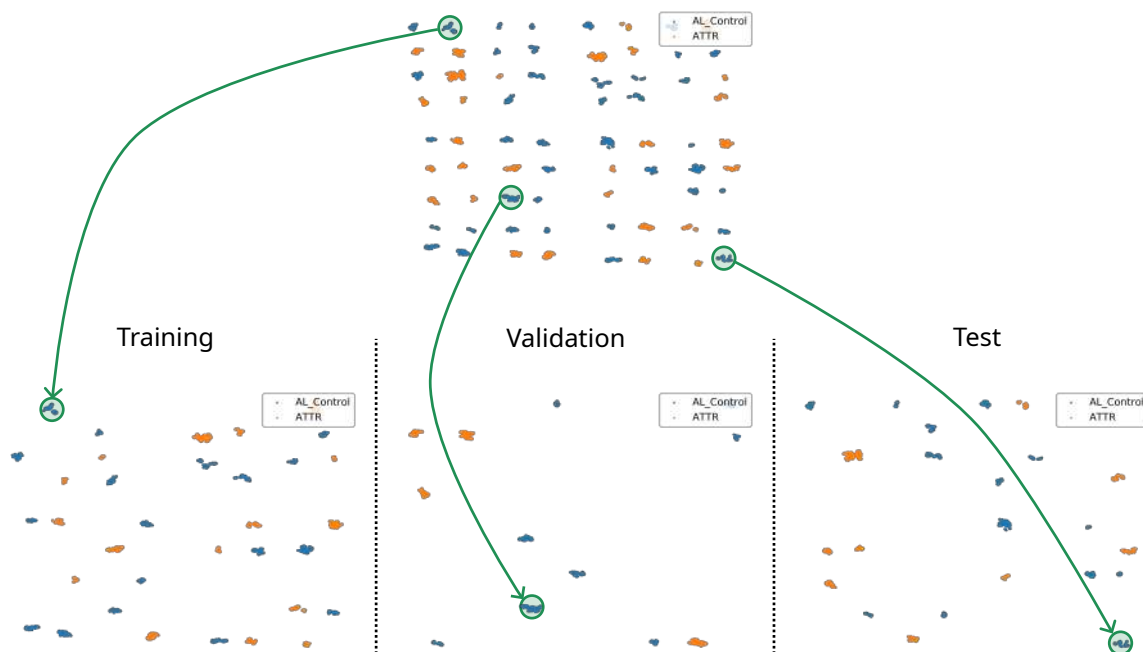 AL_Control
ATTR
Training
Validation
Test
AL_Control
ATTR
AL_Control
ATTR
AL_Control
ATTR